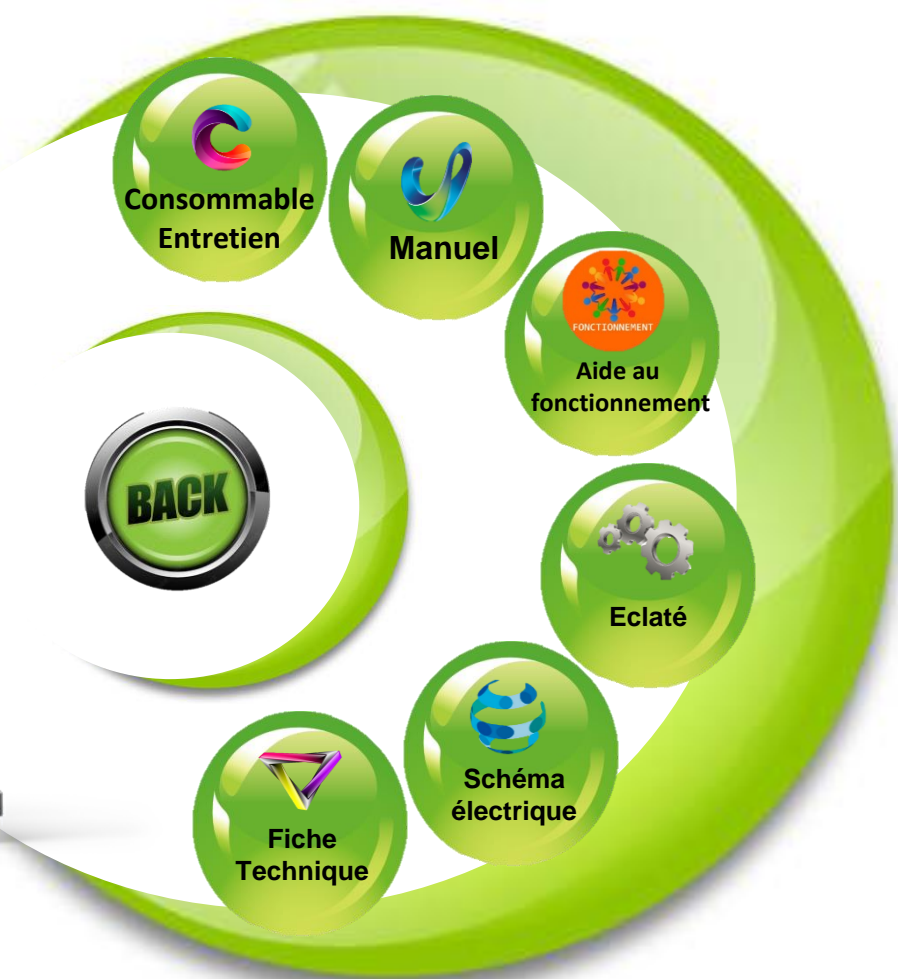 Consommable
Entretien
Manuel
FONCTIONNEMENT
Aide au
fonctionnement
BACK
Eclaté
Schéma
électrique
Fiche
Technique